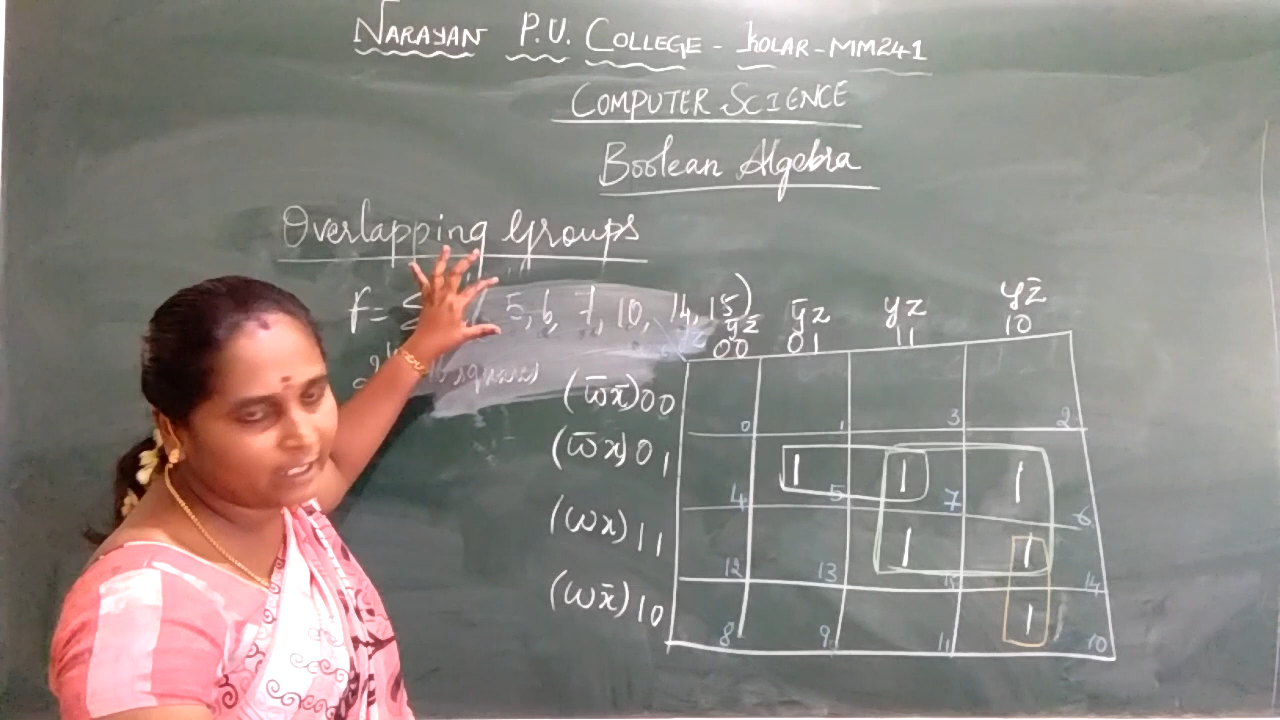 NARAYAN P.U. COLLEGE - KOLAR - MM241
COMPUTER SCIENCE
Boolean Algebra
Overlapping Groups
f = Σ 5, 6, 7, 10, 14, 15)
squares
ȳz̄ ȳz yz yz̄
00 01 11 10
(w̄x̄)00
0 1 3 2
(w̄x)01 1 1 1
4 5 7 6
(wx)11 1 1
12 13 15 14
(wx̄)10 1
8 9 11 10